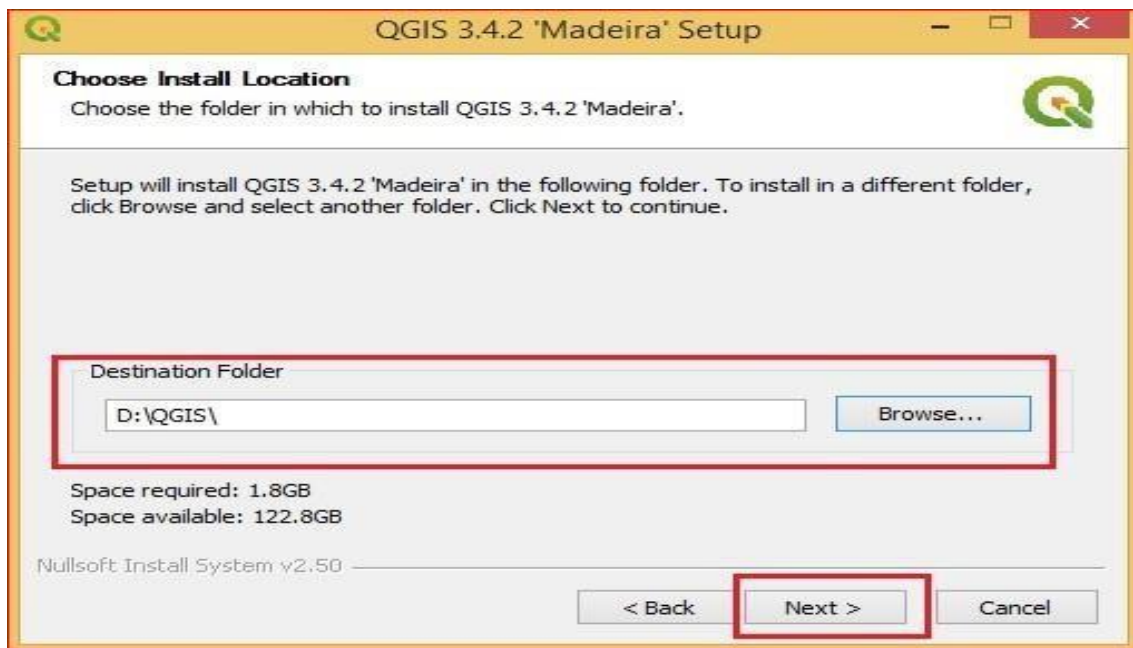 QGIS 3.4.2 'Madeira' Setup
Choose Install Location
Choose the folder in which to install QGIS 3.4.2 'Madeira'.
Setup will install QGIS 3.4.2 'Madeira' in the following folder. To install in a different folder,
click Browse and select another folder. Click Next to continue.
Destination Folder
D:\QGIS\
Browse...
Space required: 1.8GB
Space available: 122.8GB
Nullsoft Install System v2.50
< Back
Next >
Cancel